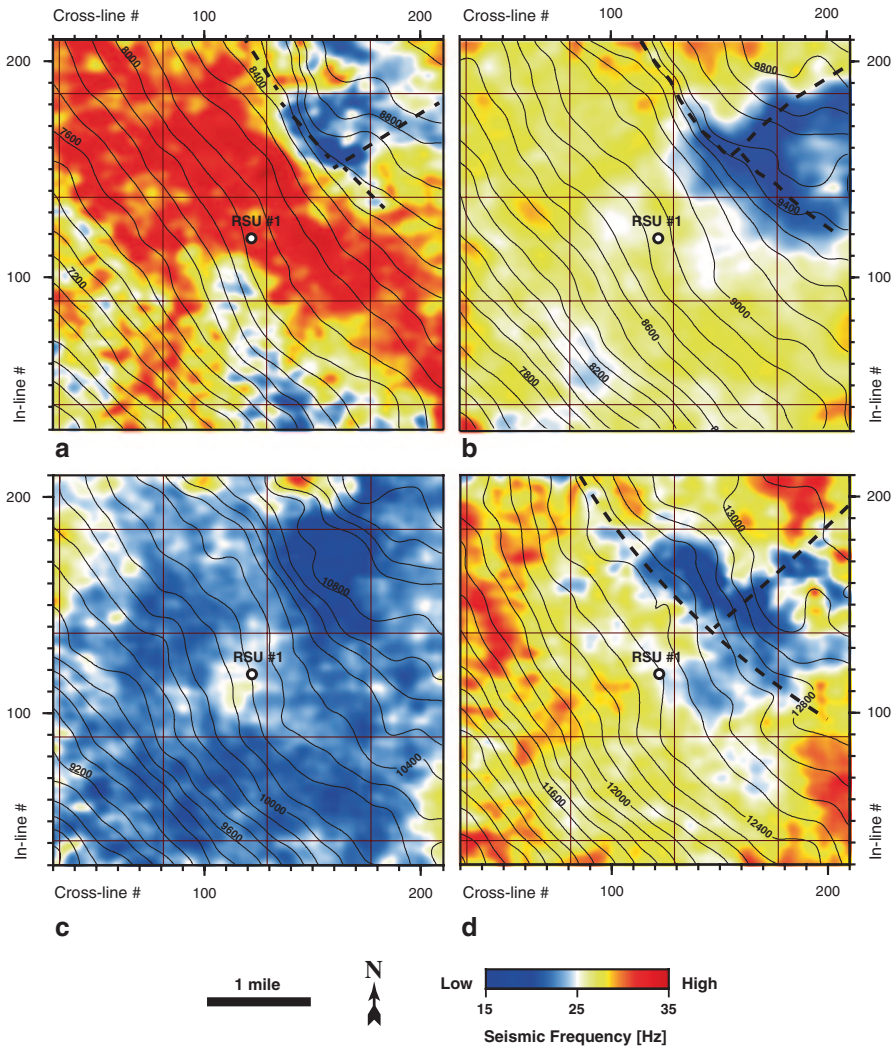 Cross-line # 100 200
200
100
In-line #
8000
8400
7600
8800
RSU #1
7200
a
9800
RSU #1
9400
9000
8600
8200
7800
200
100
In-line #
b
200
100
In-line #
10800
RSU #1
9200
10400
10000
9600
Cross-line # 100 200
c
13000
RSU #1
12800
11600
12000
12400
200
100
In-line #
Cross-line # 100 200
d
1 mile
N
Low High
15 25 35
Seismic Frequency [Hz]